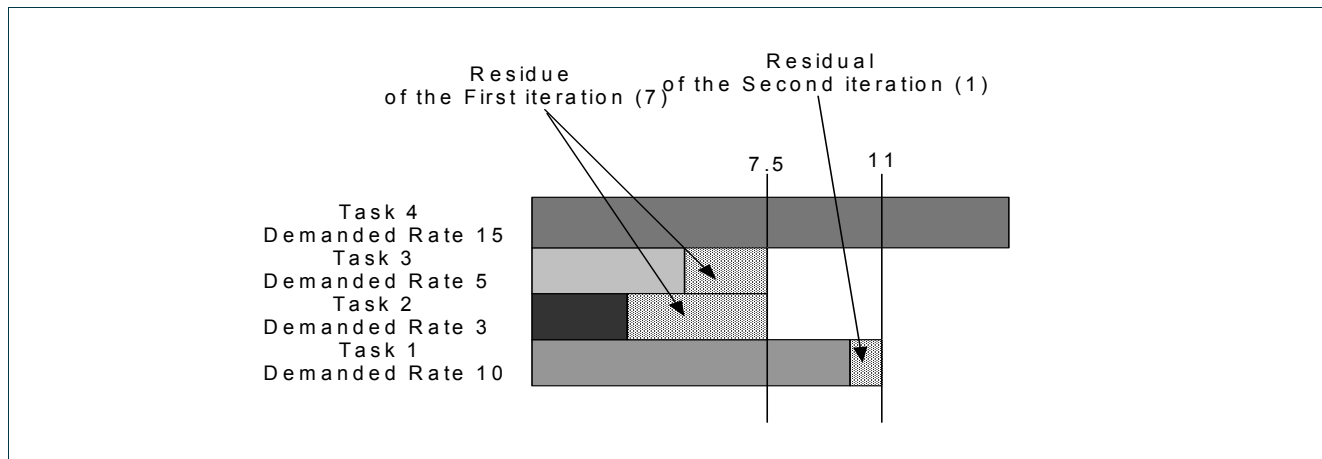 Residue
of the First iteration (7)
Residual
of the Second iteration (1)
7.5
11
Task 4
Demanded Rate 15
Task 3
Demanded Rate 5
Task 2
Demanded Rate 3
Task 1
Demanded Rate 10